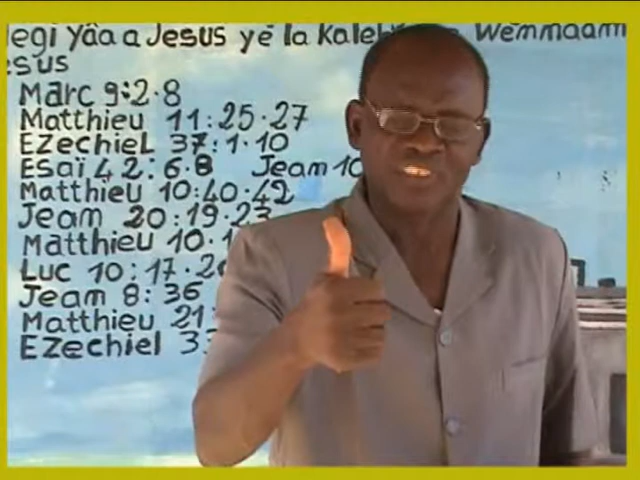 legi yãa a Jesus yẽ la kaleb Wẽmmaam
esus
Marc 9:2·8
Matthieu 11:25·27
EzechieL 37:1·10
Esaï 42:6·8 Jeam 10
Matthieu 10:40·42
Jeam 20:19·23
Matthieu 10:1·
Luc 10:17·2
Jeam 8:36
Matthieu 21
Ezechiel 3